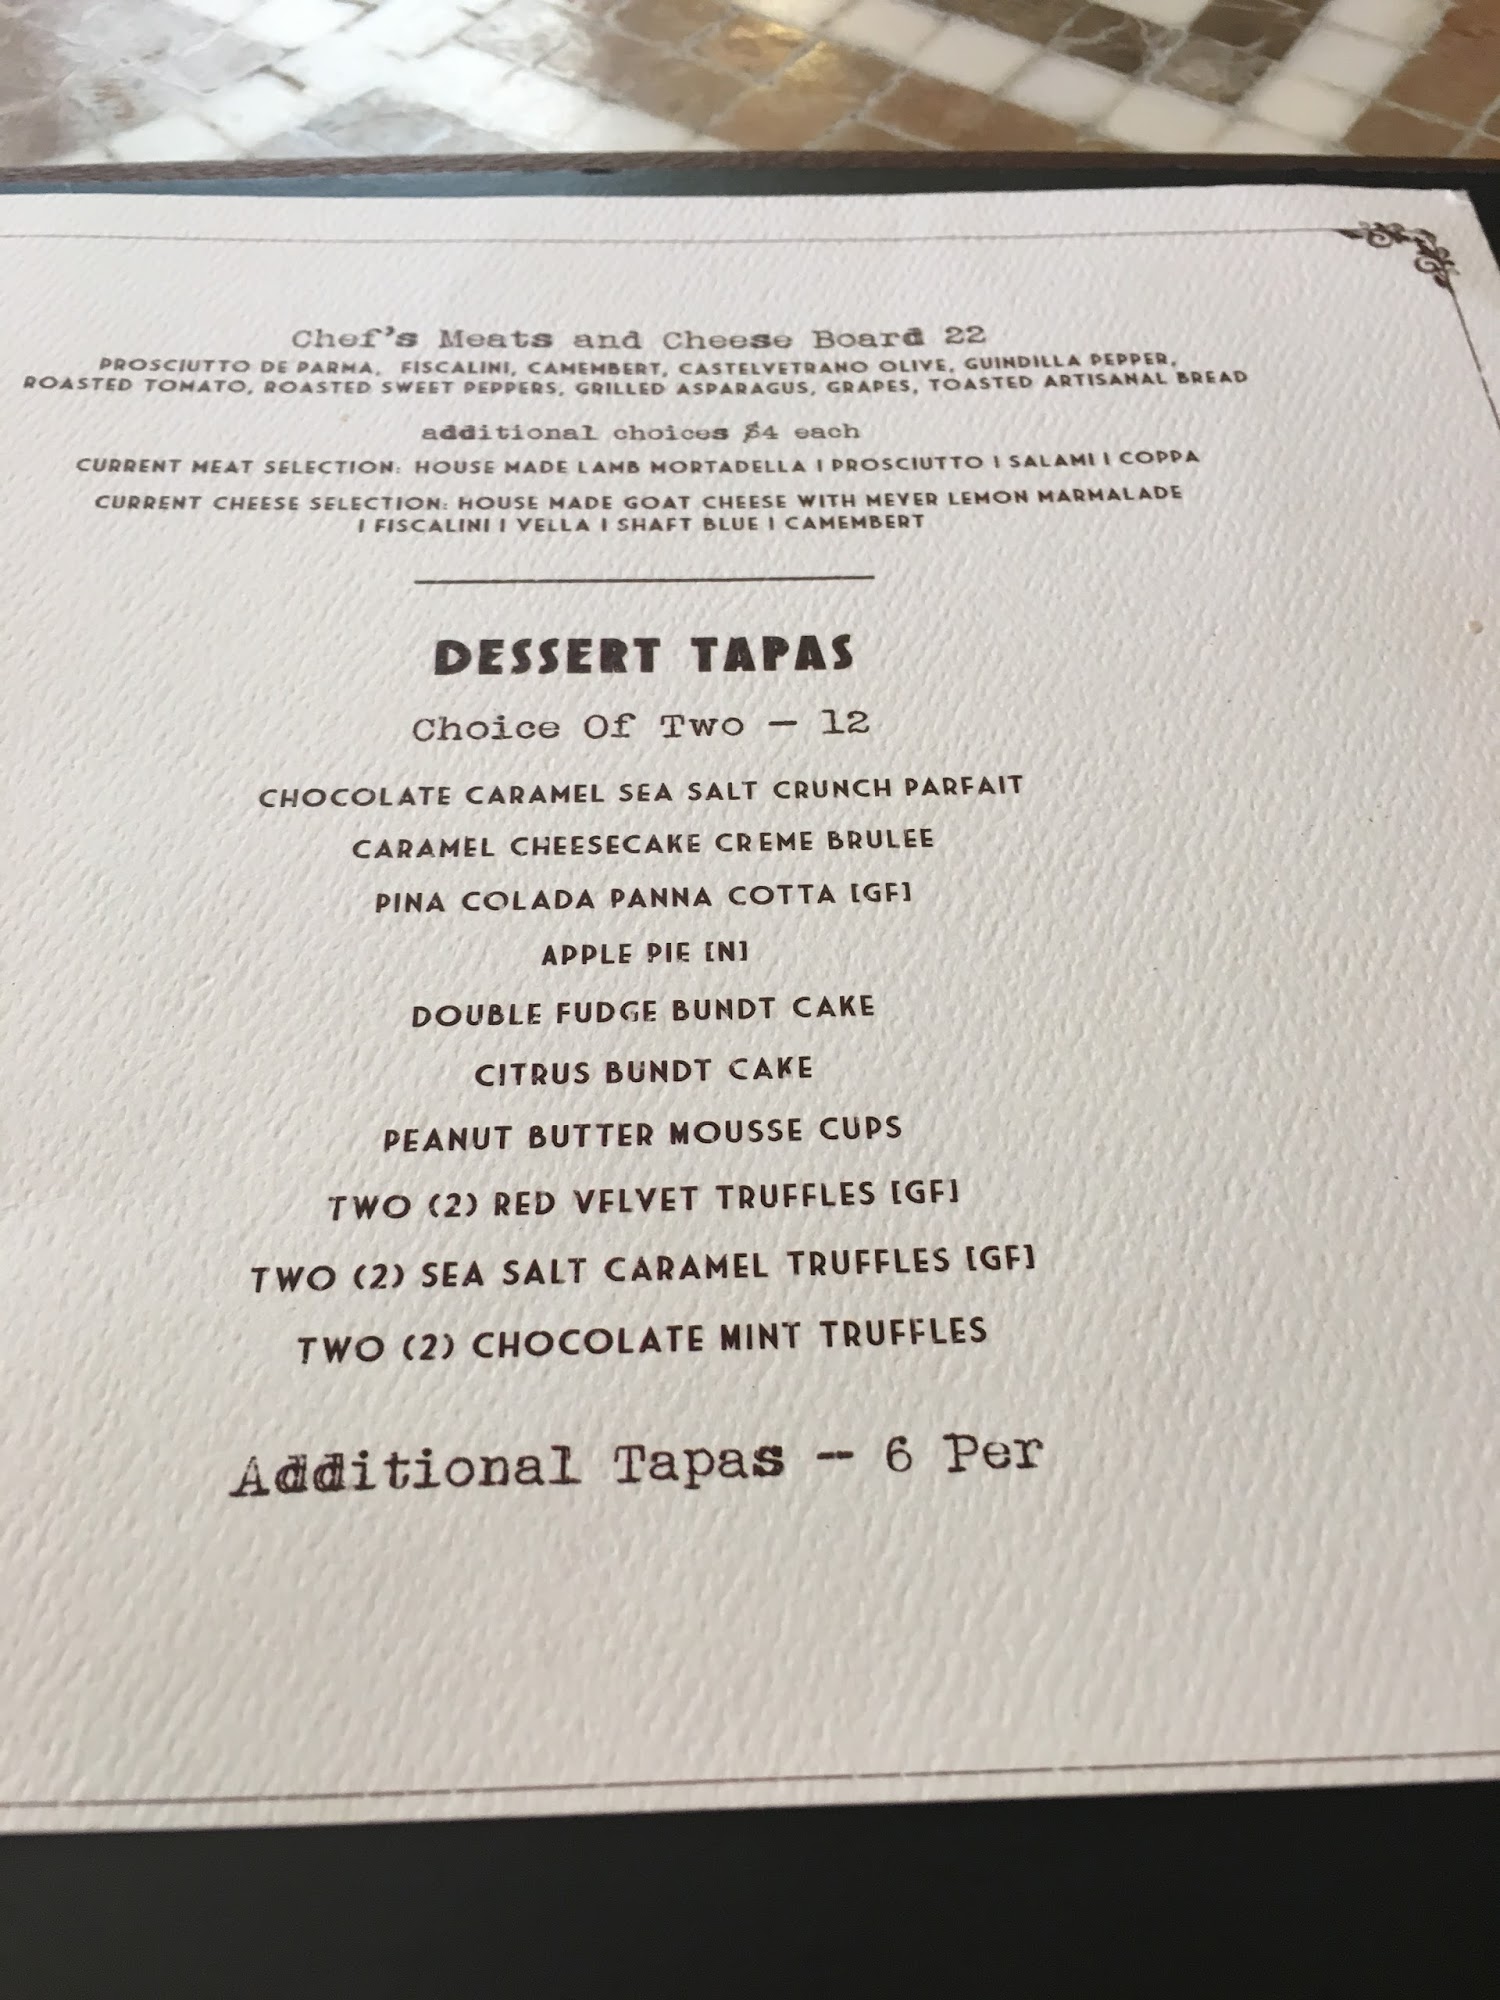 Chef's Meats and Cheese Board 22
PROSCIUTTO DE PARMA, FISCALINI, CAMEMBERT, CASTELVETRANO OLIVE, GUINDILLA PEPPER,
ROASTED TOMATO, ROASTED SWEET PEPPERS, GRILLED ASPARAGUS, GRAPES, TOASTED ARTISANAL BREAD
additional choices $4 each
CURRENT MEAT SELECTION: HOUSE MADE LAMB MORTADELLA | PROSCIUTTO | SALAMI | COPPA
CURRENT CHEESE SELECTION: HOUSE MADE GOAT CHEESE WITH MEYER LEMON MARMALADE
| FISCALINI | VELLA | SHAFT BLUE | CAMEMBERT
DESSERT TAPAS
Choice Of Two — 12
CHOCOLATE CARAMEL SEA SALT CRUNCH PARFAIT
CARAMEL CHEESECAKE CREME BRULEE
PINA COLADA PANNA COTTA [GF]
APPLE PIE [N]
DOUBLE FUDGE BUNDT CAKE
CITRUS BUNDT CAKE
PEANUT BUTTER MOUSSE CUPS
TWO (2) RED VELVET TRUFFLES [GF]
TWO (2) SEA SALT CARAMEL TRUFFLES [GF]
TWO (2) CHOCOLATE MINT TRUFFLES
Additional Tapas — 6 Per